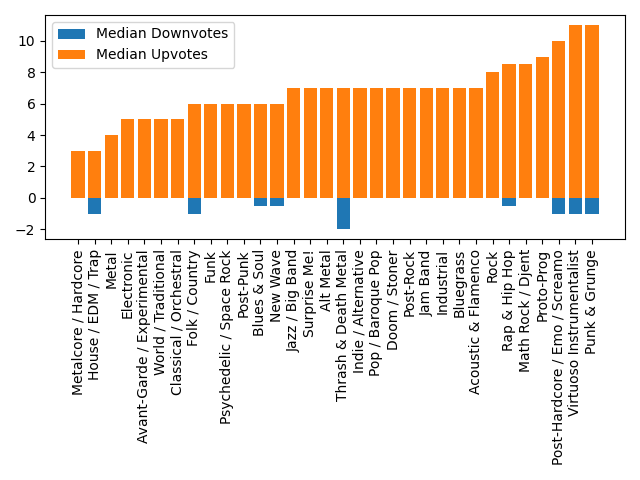 Median Downvotes
Median Upvotes
10
8
6
4
2
0
−2
Metalcore / Hardcore
House / EDM / Trap
Metal
Electronic
Avant-Garde / Experimental
World / Traditional
Classical / Orchestral
Folk / Country
Funk
Psychedelic / Space Rock
Post-Punk
Blues & Soul
New Wave
Jazz / Big Band
Surprise Me!
Alt Metal
Thrash & Death Metal
Indie / Alternative
Pop / Baroque Pop
Doom / Stoner
Post-Rock
Jam Band
Industrial
Bluegrass
Acoustic & Flamenco
Rock
Rap & Hip Hop
Math Rock / Djent
Proto-Prog
Post-Hardcore / Emo / Screamo
Virtuoso Instrumentalist
Punk & Grunge